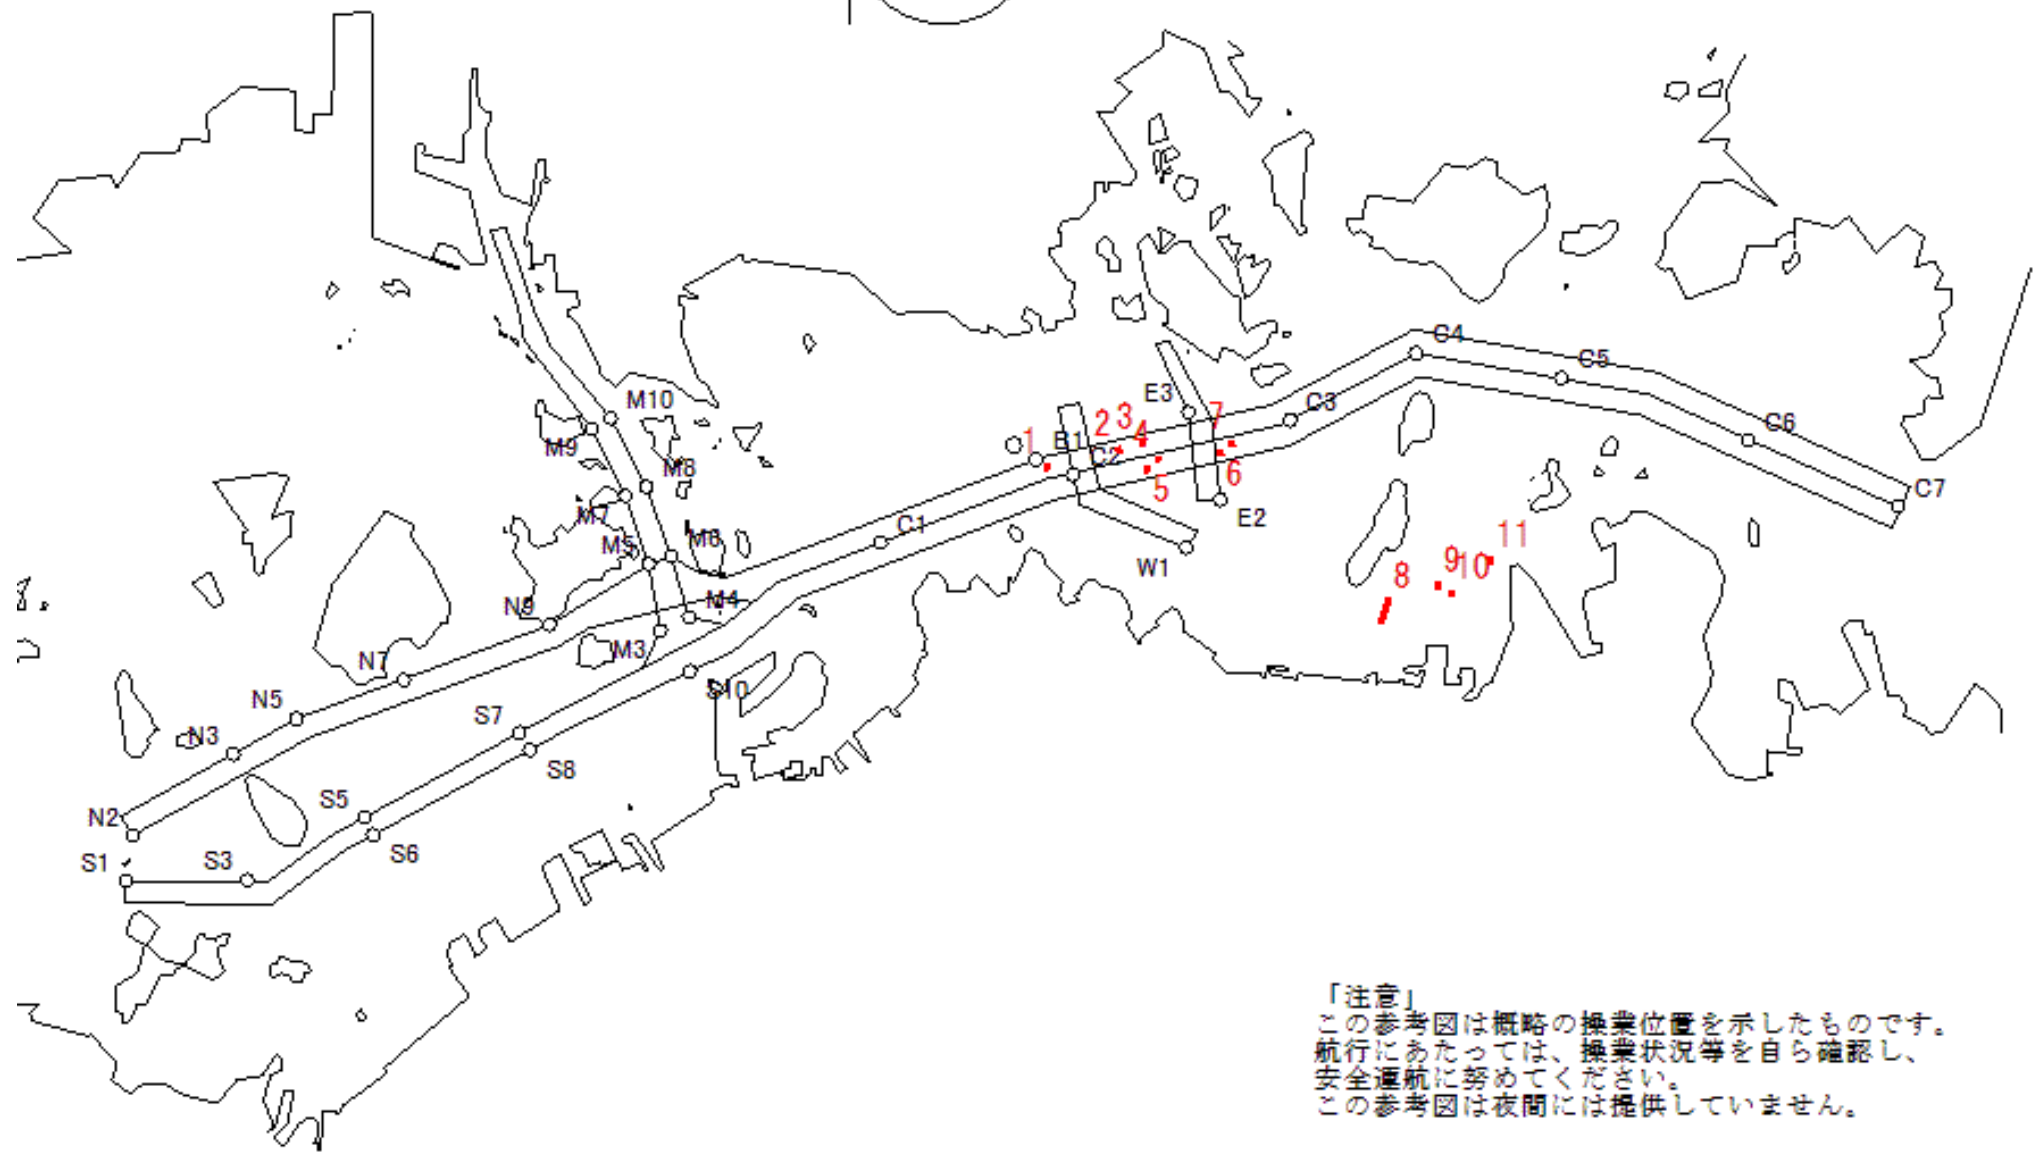 C4
C5
M10
E3
7
C3
2
3
4
C6
M9
1
B1
C2
M8
5
6
C7
M7
E2
C1
11
M5
M6
W1
9
10
8
N9
M4
M3
N7
S10
N5
S7
N3
S8
S5
N2
S6
S1
S3
「注意」
この参考図は概略の操業位置を示したものです。
航行にあたっては、操業状況等を自ら確認し、
安全運航に努めてください。
この参考図は夜間には提供していません。